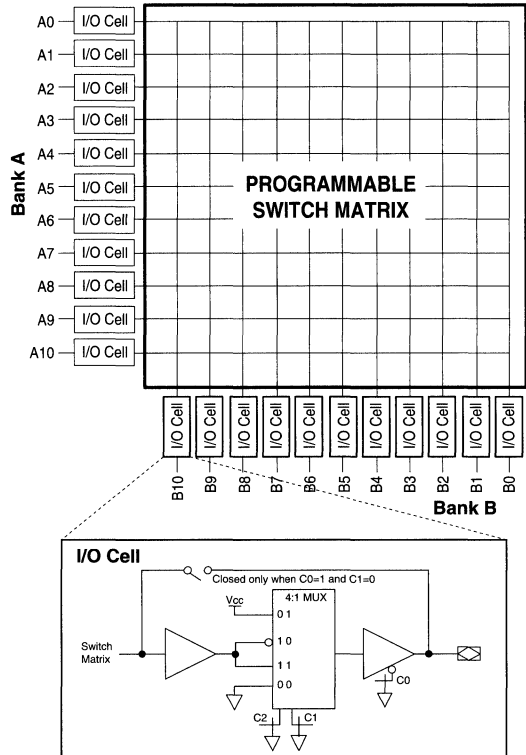 Bank A
A0 I/O Cell
A1 I/O Cell
A2 I/O Cell
A3 I/O Cell
A4 I/O Cell
A5 I/O Cell
A6 I/O Cell
A7 I/O Cell
A8 I/O Cell
A9 I/O Cell
A10 I/O Cell
PROGRAMMABLE
SWITCH MATRIX
I/O Cell I/O Cell I/O Cell I/O Cell I/O Cell I/O Cell I/O Cell I/O Cell I/O Cell I/O Cell I/O Cell
B10 B9 B8 B7 B6 B5 B4 B3 B2 B1 B0
Bank B
I/O Cell
Closed only when C0=1 and C1=0
4:1 MUX
Vcc
0 1
1 0
Switch
Matrix
1 1
0 0
C0
C2 C1